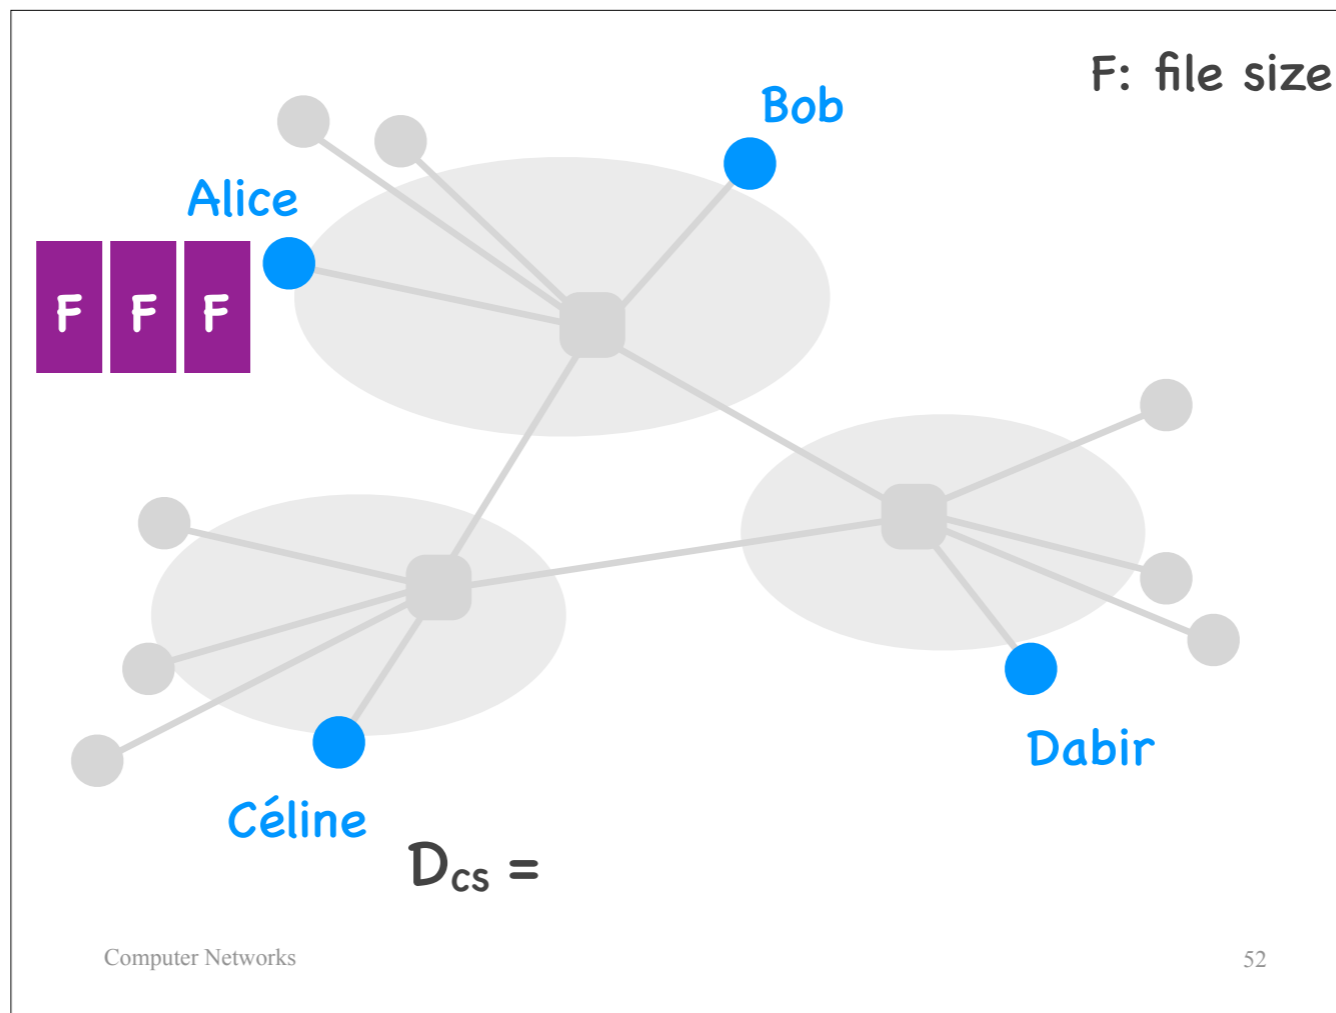 F: file size
Bob
Alice
F F F
Dabir
Céline
Dcs =
Computer Networks
52